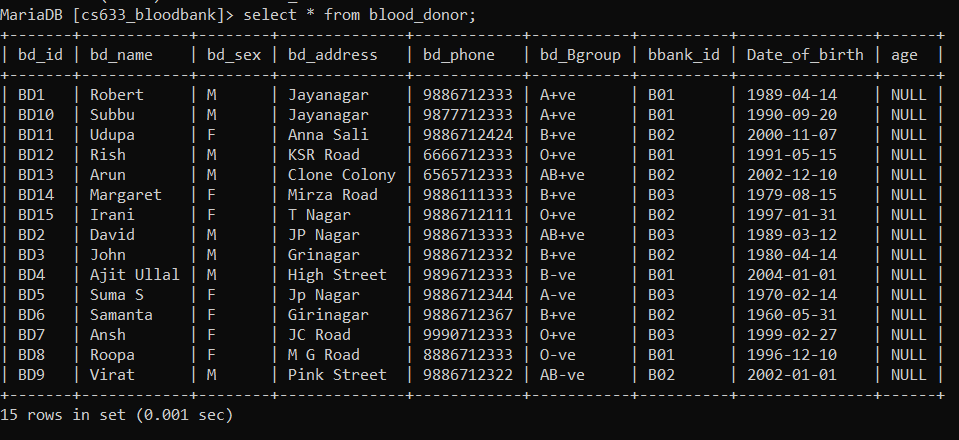 MariaDB [cs633_bloodbank]> select * from blood_donor;
+-------+------------+--------+--------------+------------+-----------+----------+---------------+------+
| bd_id | bd_name    | bd_sex | bd_address   | bd_phone   | bd_Bgroup | bbank_id | Date_of_birth | age  |
+-------+------------+--------+--------------+------------+-----------+----------+---------------+------+
| BD1   | Robert     | M      | Jayanagar    | 9886712333 | A+ve      | B01      | 1989-04-14    | NULL |
| BD10  | Subbu      | M      | Jayanagar    | 9877712333 | A+ve      | B01      | 1990-09-20    | NULL |
| BD11  | Udupa      | F      | Anna Sali    | 9886712424 | B+ve      | B02      | 2000-11-07    | NULL |
| BD12  | Rish       | M      | KSR Road     | 6666712333 | O+ve      | B01      | 1991-05-15    | NULL |
| BD13  | Arun       | M      | Clone Colony | 6565712333 | AB+ve     | B02      | 2002-12-10    | NULL |
| BD14  | Margaret   | F      | Mirza Road   | 9886111333 | B+ve      | B03      | 1979-08-15    | NULL |
| BD15  | Irani      | F      | T Nagar      | 9886712111 | O+ve      | B02      | 1997-01-31    | NULL |
| BD2   | David      | M      | JP Nagar     | 9886713333 | AB+ve     | B03      | 1989-03-12    | NULL |
| BD3   | John       | M      | Grinagar     | 9886712332 | B+ve      | B02      | 1980-04-14    | NULL |
| BD4   | Ajit Ullal | M      | High Street  | 9896712333 | B-ve      | B01      | 2004-01-01    | NULL |
| BD5   | Suma S     | F      | Jp Nagar     | 9886712344 | A-ve      | B03      | 1970-02-14    | NULL |
| BD6   | Samanta    | F      | Girinagar    | 9886712367 | B+ve      | B02      | 1960-05-31    | NULL |
| BD7   | Ansh       | F      | JC Road      | 9990712333 | O+ve      | B03      | 1999-02-27    | NULL |
| BD8   | Roopa      | F      | M G Road     | 8886712333 | O-ve      | B01      | 1996-12-10    | NULL |
| BD9   | Virat      | M      | Pink Street  | 9886712322 | AB-ve     | B02      | 2002-01-01    | NULL |
+-------+------------+--------+--------------+------------+-----------+----------+---------------+------+
15 rows in set (0.001 sec)